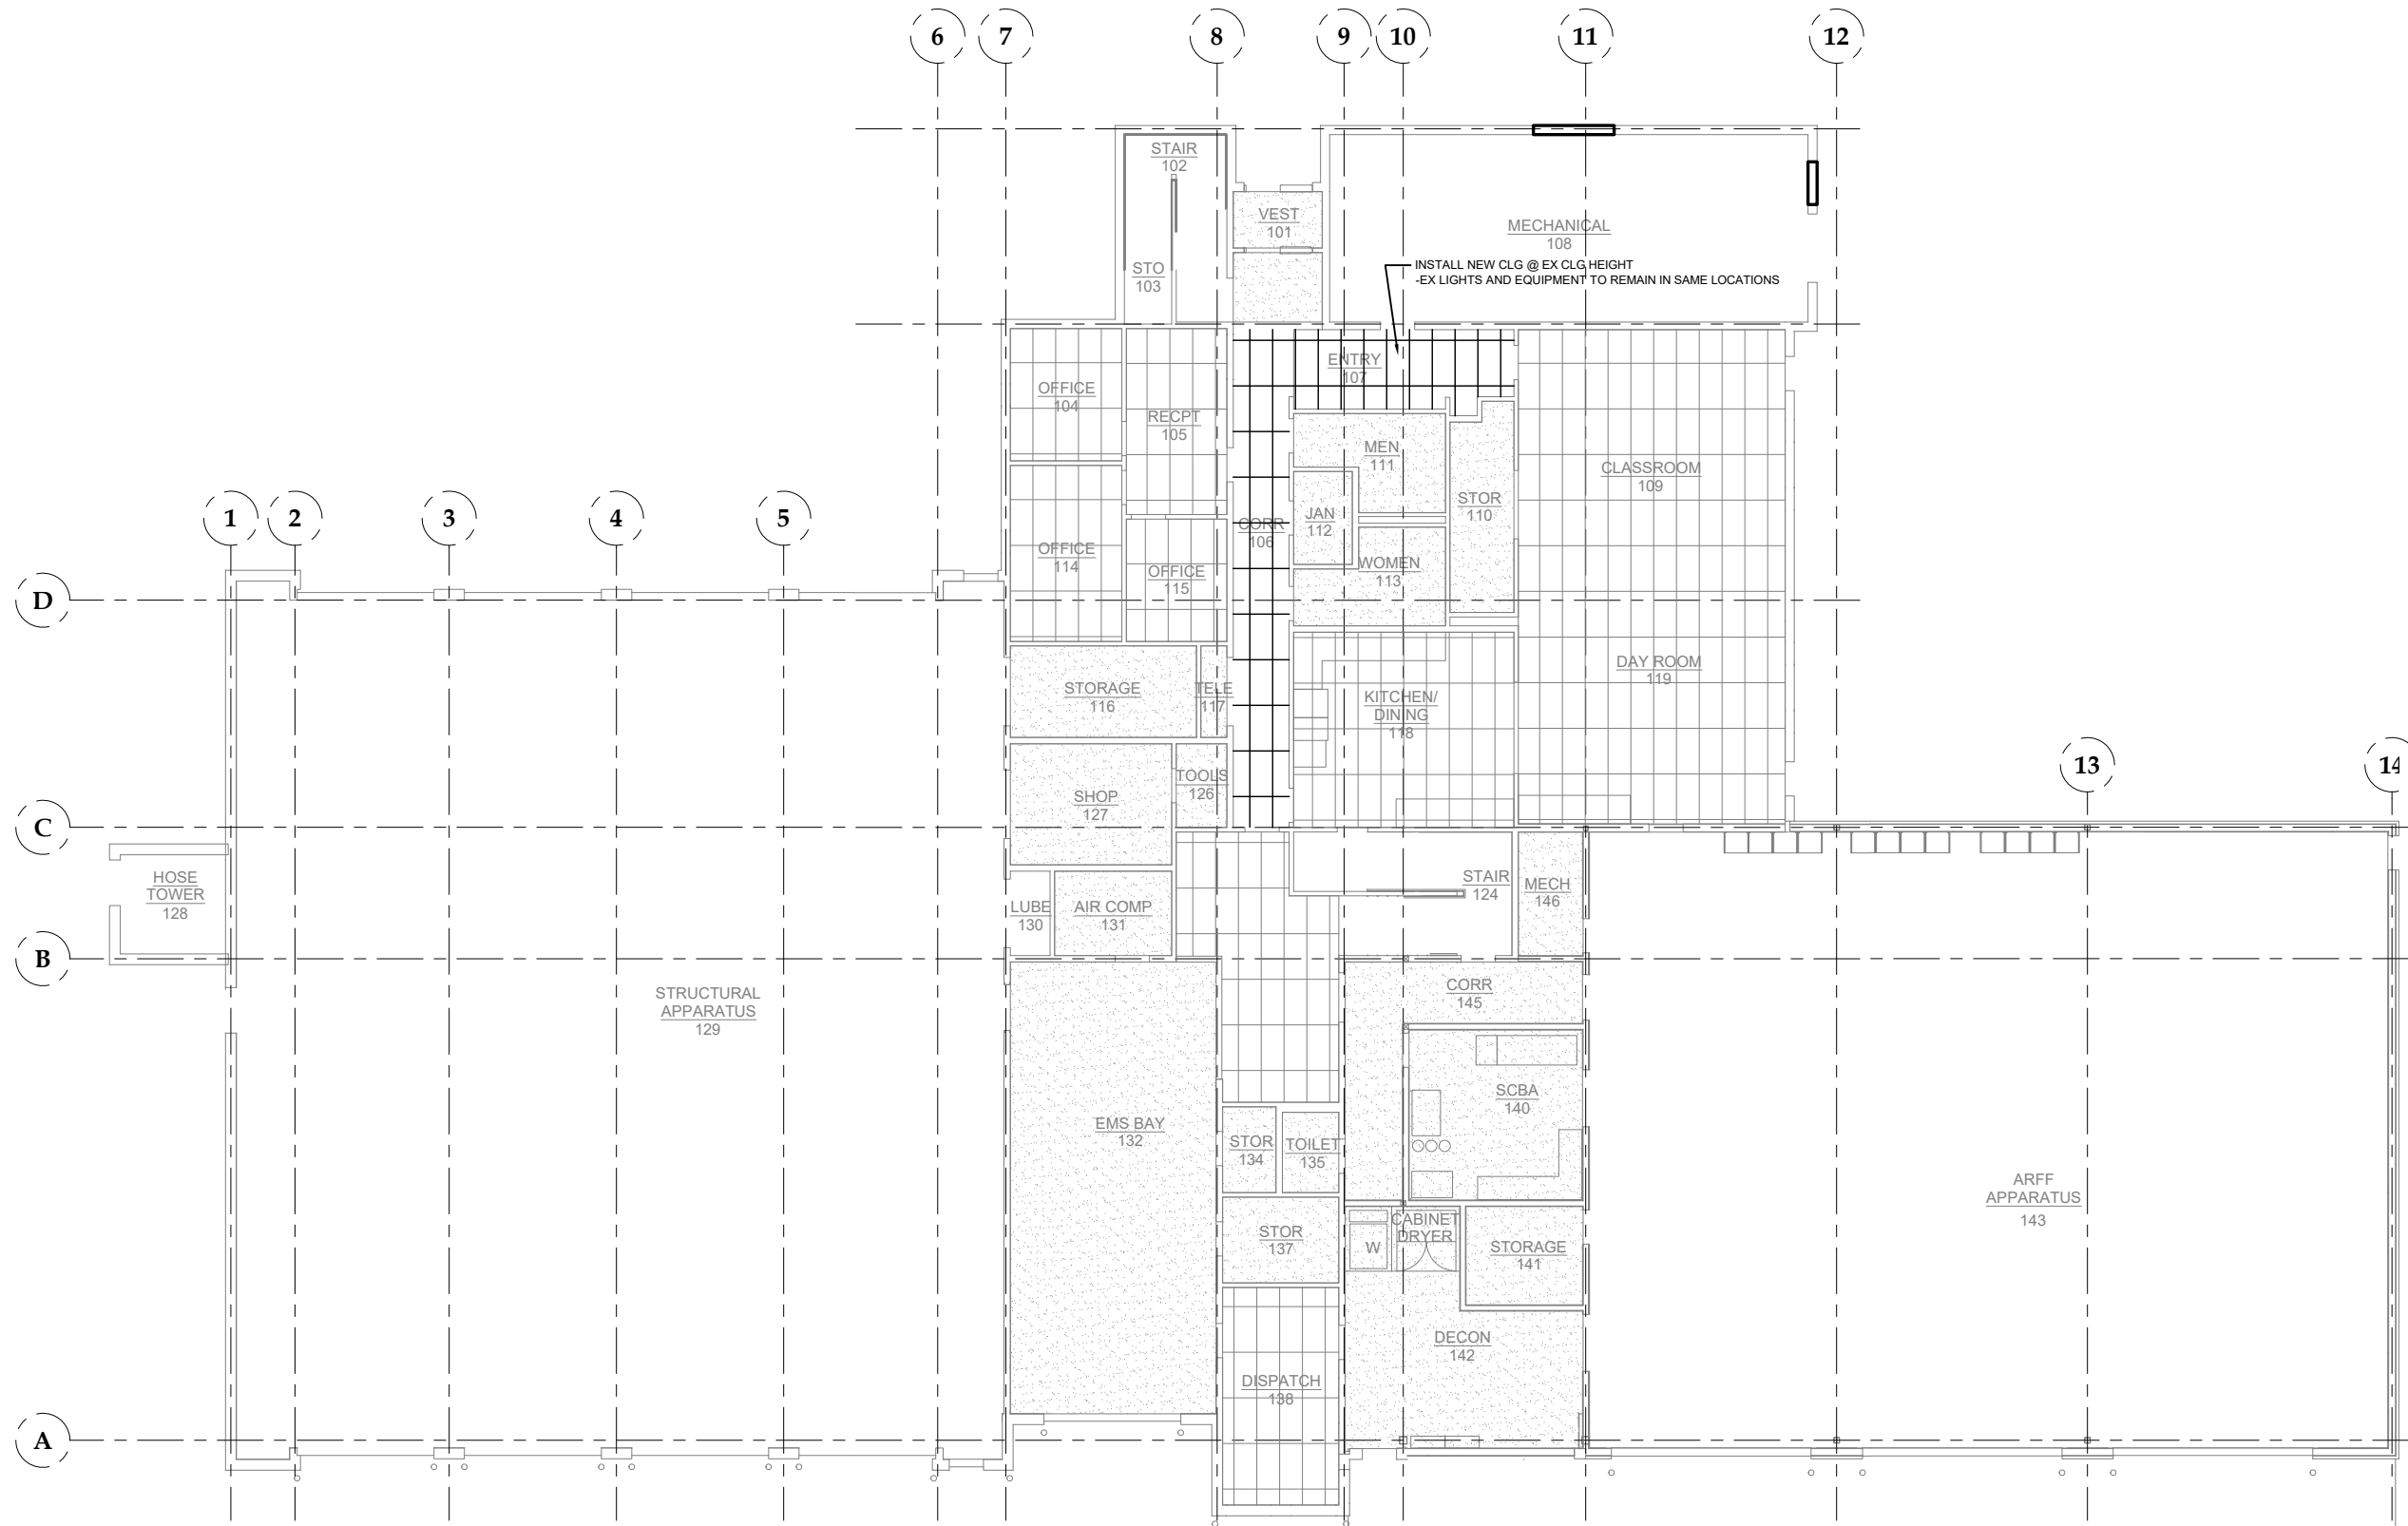 6
7
8
9
10
11
12
STAIR
102
VEST
101
MECHANICAL
108
STO
103
INSTALL NEW CLG @ EX CLG HEIGHT
-EX LIGHTS AND EQUIPMENT TO REMAIN IN SAME LOCATIONS
ENTRY
107
OFFICE
104
RECPT
105
MEN
111
CLASSROOM
109
STOR
110
1
2
3
4
5
JAN
112
CORR
106
OFFICE
114
OFFICE
115
WOMEN
113
D
DAY ROOM
119
STORAGE
116
TELE
117
KITCHEN/
DINING
118
13
14
TOOLS
126
SHOP
127
C
HOSE
TOWER
128
STAIR
124
MECH
146
LUBE
130
AIR COMP
131
B
STRUCTURAL
APPARATUS
129
CORR
145
SCBA
140
EMS BAY
132
STOR
134
TOILET
135
ARFF
APPARATUS
143
CABINET
DRYER
W
STOR
137
STORAGE
141
DECON
142
DISPATCH
138
A